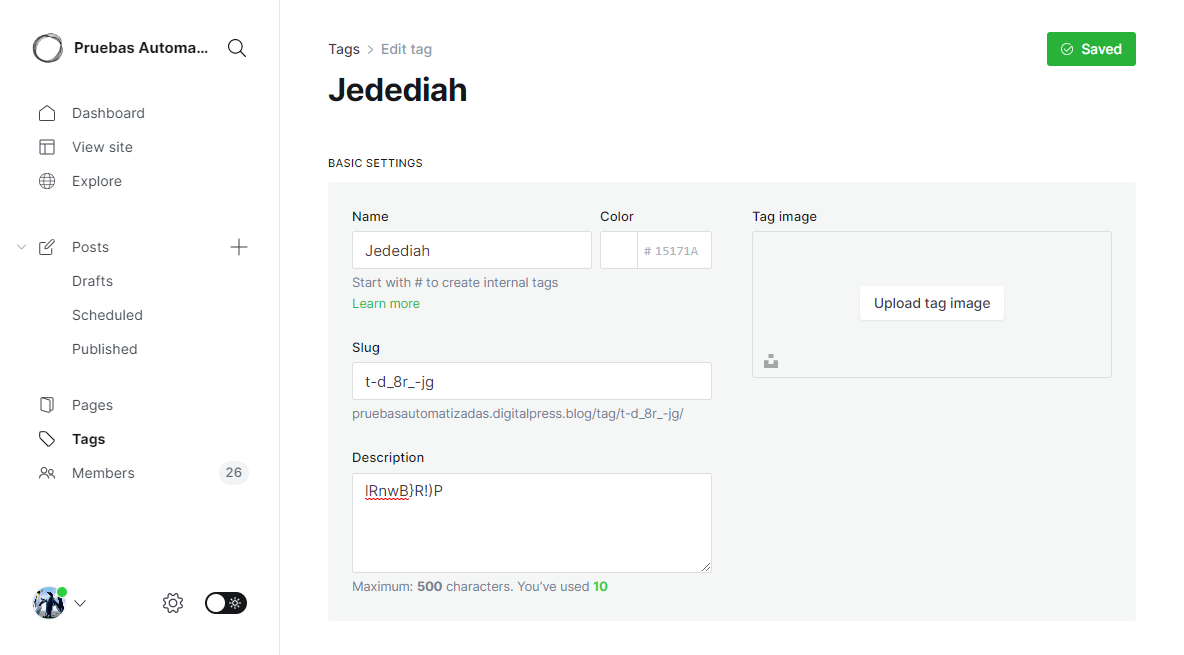 Pruebas Automa...
Dashboard
View site
Explore
Posts
Drafts
Scheduled
Published
Pages
Tags
Members
26
Tags > Edit tag
Saved
Jedediah
BASIC SETTINGS
Name
Jedediah
Start with # to create internal tags
Learn more
Color
# 15171A
Slug
t-d_8r_-jg
pruebasautomatizadas.digitalpress.blog/tag/t-d_8r_-jg/
Description
lRnwB}R!)P
Maximum: 500 characters. You’ve used 10
Tag image
Upload tag image